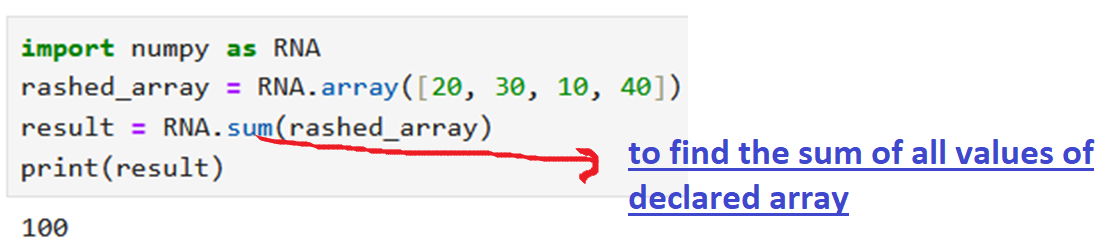 import numpy as RNA
rashed_array = RNA.array([20, 30, 10, 40])
result = RNA.sum(rashed_array)
print(result)
to find the sum of all values of
declared array
100